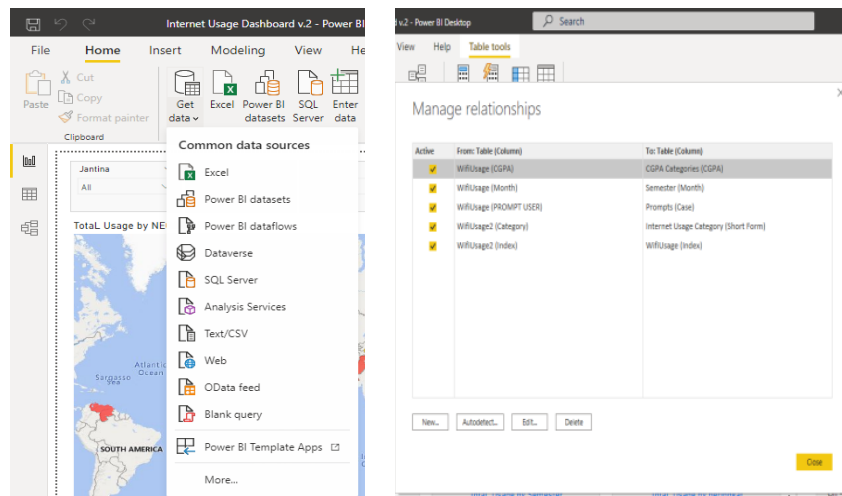 Internet Usage Dashboard v.2 - Power BI
File Home Insert Modeling View He
Paste
Cut
Copy
Format painter
Clipboard
Get data
Excel
Power BI datasets
SQL Server
Enter data
Common data sources
Excel
Power BI datasets
Power BI dataflows
Dataverse
SQL Server
Analysis Services
Text/CSV
Web
OData feed
Blank query
Power BI Template Apps
More...
Jantina
All
TotaL Usage by NE
Atlantic
Ocean
Sargasso
Sea
SOUTH AMERICA
v.2 - Power BI Desktop
Search
View Help Table tools
Manage relationships
Active From: Table (Column) To: Table (Column)
WifiUsage (CGPA) CGPA Categories (CGPA)
WifiUsage (Month) Semester (Month)
WifiUsage (PROMPT USER) Prompts (Case)
WifiUsage2 (Category) Internet Usage Category (Short Form)
WifiUsage2 (Index) WifiUsage (Index)
New... Autodetect... Edit... Delete
Close